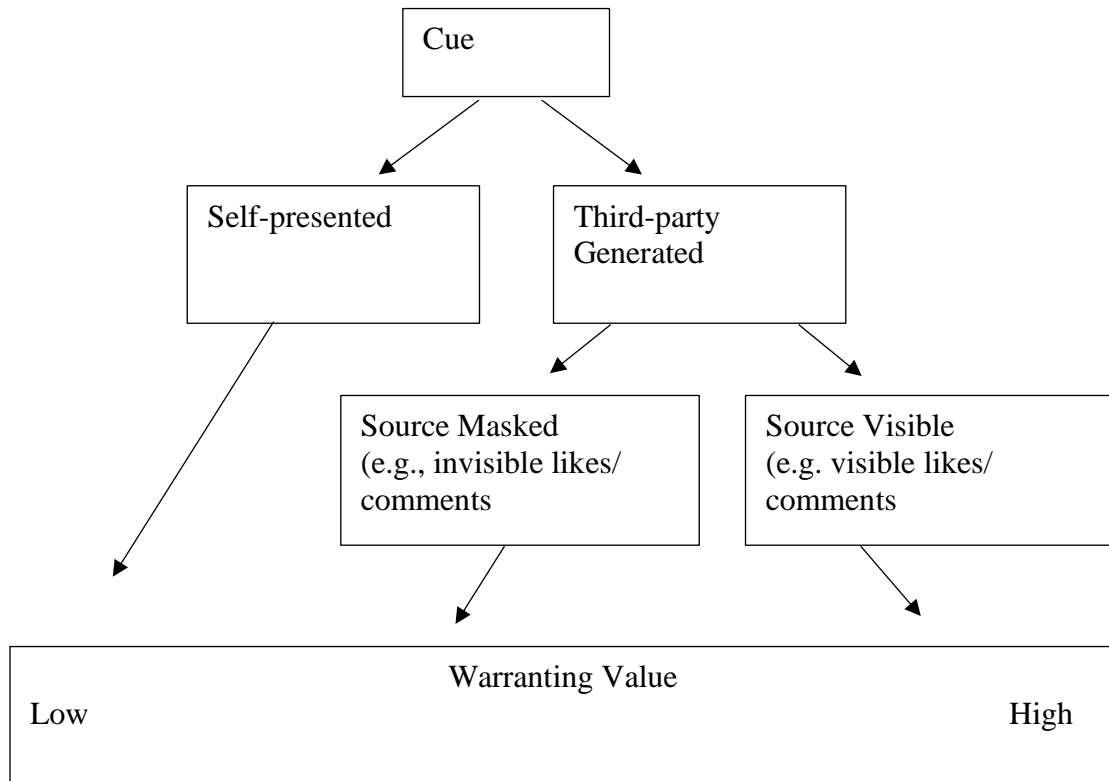 Cue
Self-presented
Third-party
Generated
Source Masked
(e.g., invisible likes/
comments
Source Visible
(e.g. visible likes/
comments
Warranting Value
Low
High